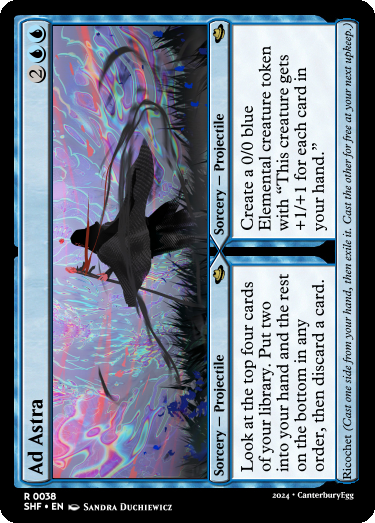 Ad Astra
2
Sorcery — Projectile
Look at the top four cards
of your library. Put two
into your hand and the rest
on the bottom in any
order, then discard a card.
Sorcery — Projectile
Create a 0/0 blue
Elemental creature token
with “This creature gets
+1/+1 for each card in
your hand.”
Ricochet (Cast one side from your hand, then exile it. Cast the other for free at your next upkeep.)
R 0038
SHF • EN SANDRA DUCHIEWICZ
2024 • CanterburyEgg